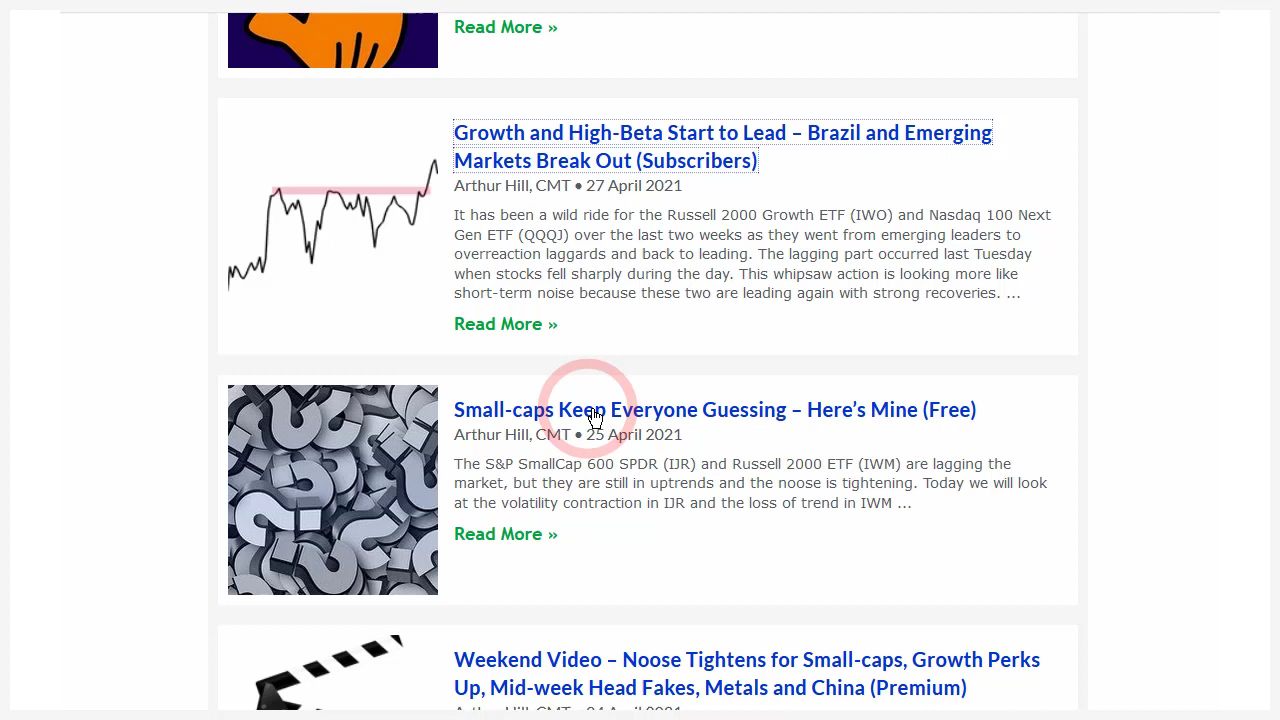 Read More »
Growth and High-Beta Start to Lead – Brazil and Emerging
Markets Break Out (Subscribers)
Arthur Hill, CMT • 27 April 2021
It has been a wild ride for the Russell 2000 Growth ETF (IWO) and Nasdaq 100 Next
Gen ETF (QQQJ) over the last two weeks as they went from emerging leaders to
overreaction laggards and back to leading. The lagging part occurred last Tuesday
when stocks fell sharply during the day. This whipsaw action is looking more like
short-term noise because these two are leading again with strong recoveries. ...
Read More »
Small-caps Keep Everyone Guessing – Here’s Mine (Free)
Arthur Hill, CMT • 25 April 2021
The S&P SmallCap 600 SPDR (IJR) and Russell 2000 ETF (IWM) are lagging the
market, but they are still in uptrends and the noose is tightening. Today we will look
at the volatility contraction in IJR and the loss of trend in IWM ...
Read More »
Weekend Video – Noose Tightens for Small-caps, Growth Perks
Up, Mid-week Head Fakes, Metals and China (Premium)